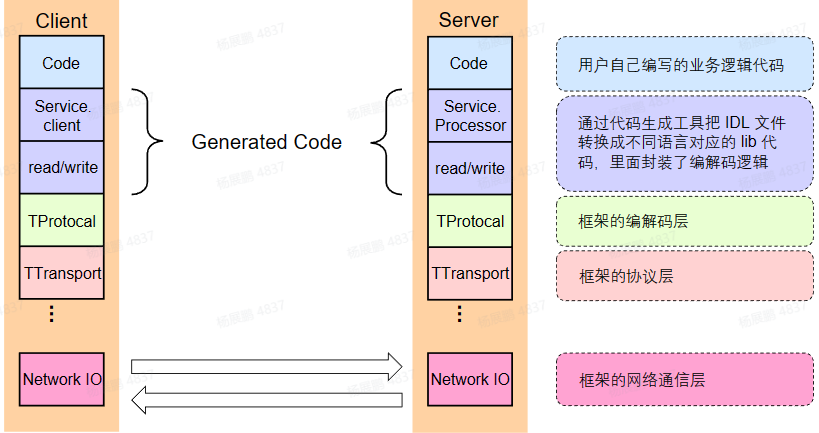 Client
Server
Code
Code
用户自己编写的业务逻辑代码
Service.
client
Generated Code
Service.
Processor
通过代码生成工具把 IDL 文件
转换成不同语言对应的 lib 代
码，里面封装了编解码逻辑
read/write
read/write
TProtocal
TProtocal
框架的编解码层
TTransport
TTransport
框架的协议层
⋮
⋮
Network IO
Network IO
框架的网络通信层
杨展鹏 4837